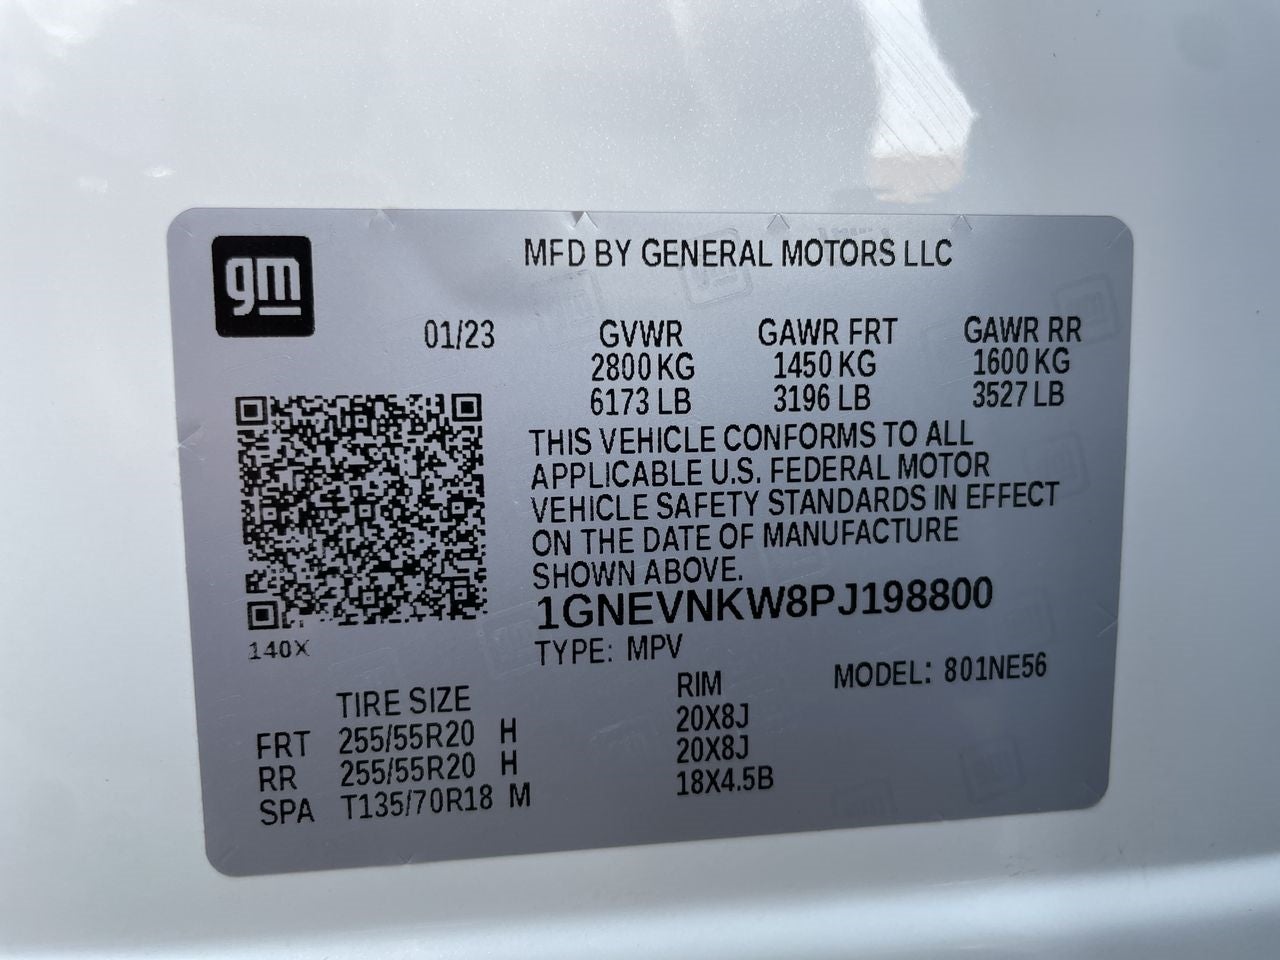 gm
MFD BY GENERAL MOTORS LLC
01/23 GVWR GAWR FRT GAWR RR
2800 KG 1450 KG 1600 KG
6173 LB 3196 LB 3527 LB
THIS VEHICLE CONFORMS TO ALL
APPLICABLE U.S. FEDERAL MOTOR
VEHICLE SAFETY STANDARDS IN EFFECT
ON THE DATE OF MANUFACTURE
SHOWN ABOVE.
1GNEVNKW8PJ198800
140X
TYPE: MPV
MODEL: 801NE56
TIRE SIZE RIM
FRT 255/55R20 H 20X8J
RR 255/55R20 H 20X8J
SPA T135/70R18 M 18X4.5B